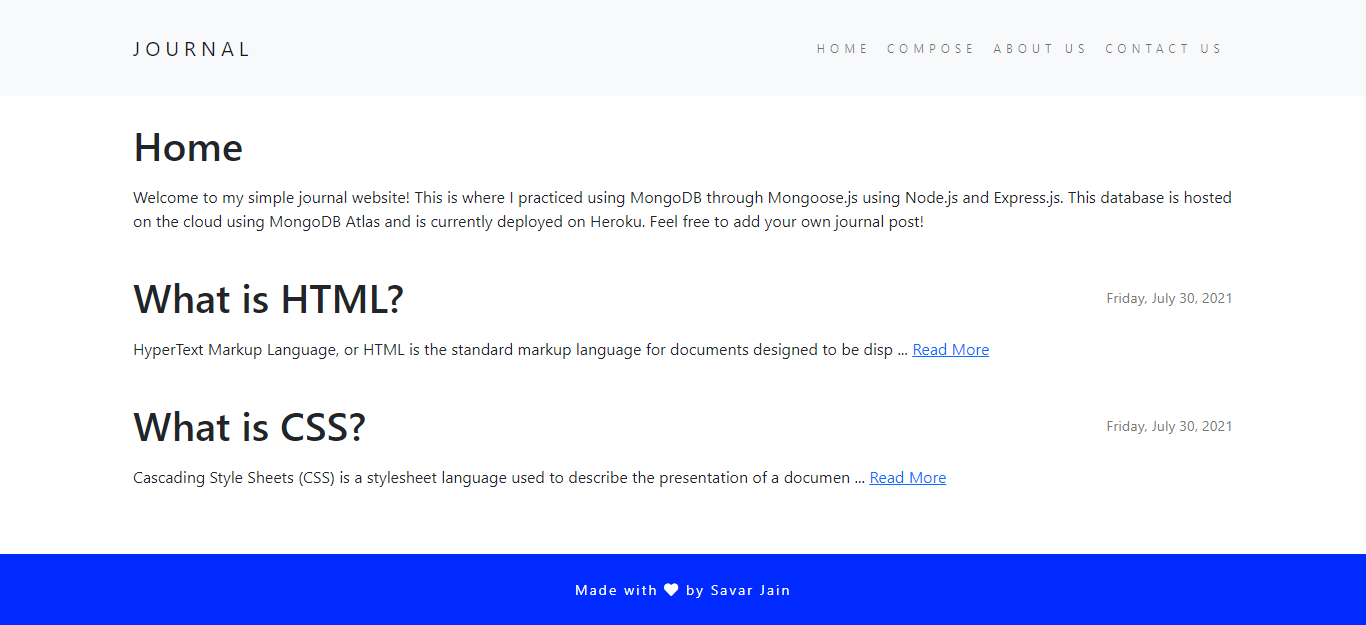 JOURNAL
HOME COMPOSE ABOUT US CONTACT US
Home
Welcome to my simple journal website! This is where I practiced using MongoDB through Mongoose.js using Node.js and Express.js. This database is hosted
on the cloud using MongoDB Atlas and is currently deployed on Heroku. Feel free to add your own journal post!
What is HTML?
Friday, July 30, 2021
HyperText Markup Language, or HTML is the standard markup language for documents designed to be disp ... Read More
What is CSS?
Friday, July 30, 2021
Cascading Style Sheets (CSS) is a stylesheet language used to describe the presentation of a documen ... Read More
Made with ♥ by Savar Jain